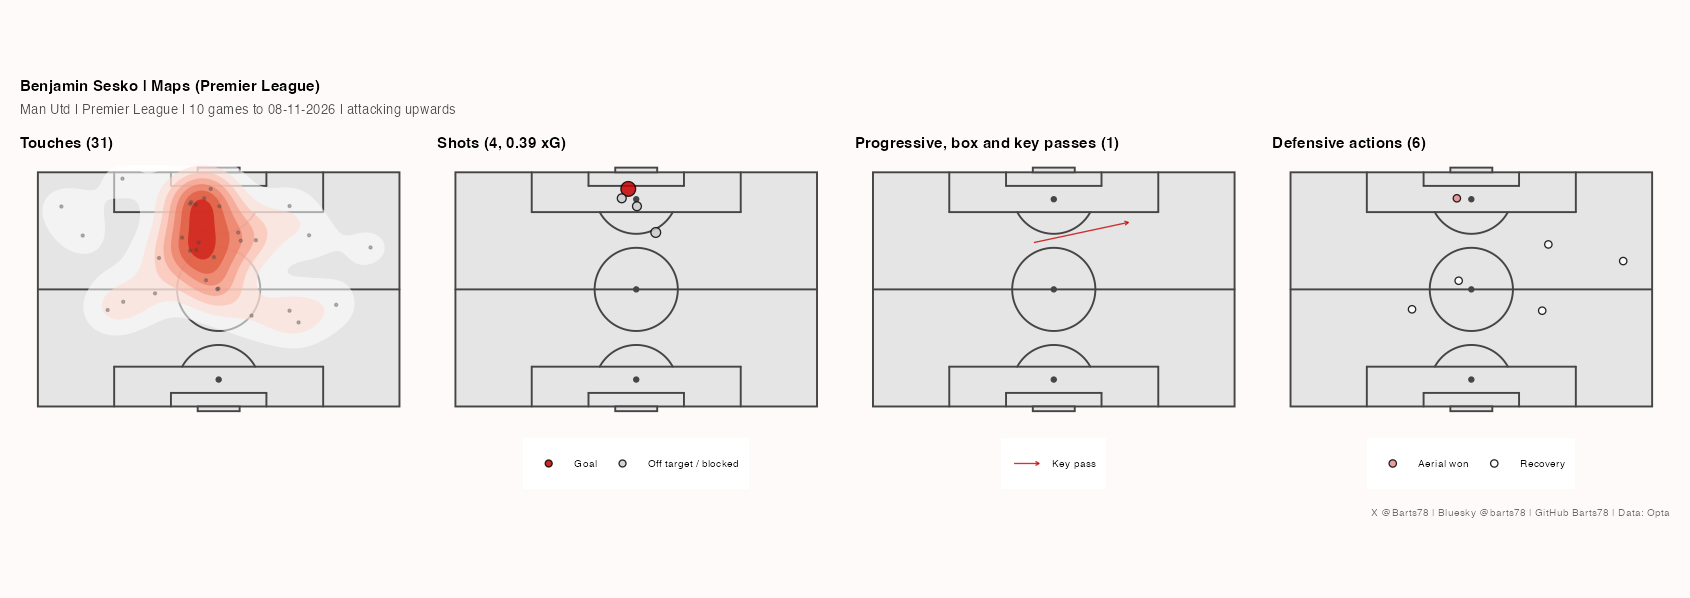 Benjamin Sesko | Maps (Premier League)
Man Utd | Premier League | 10 games to 08-11-2026 | attacking upwards
Touches (31)
Shots (4, 0.39 xG)
Progressive, box and key passes (1)
Defensive actions (6)
Goal
Off target / blocked
Key pass
Aerial won
Recovery
X @Barts78 | Bluesky @barts78 | GitHub Barts78 | Data: Opta